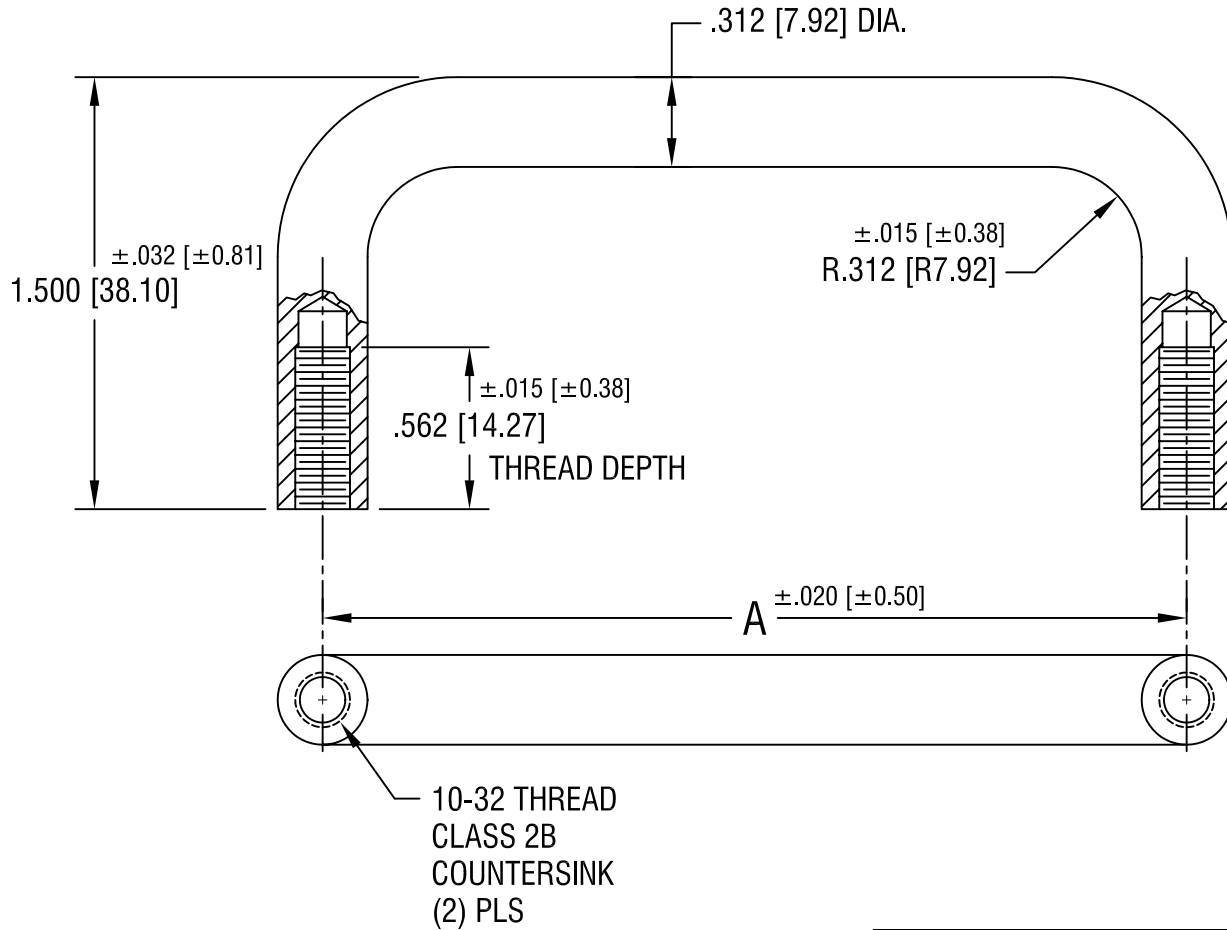 .312 [7.92] DIA.
±.032 [±0.81]
1.500 [38.10]
±.015 [±0.38]
R.312 [R7.92]
±.015 [±0.38]
.562 [14.27]
THREAD DEPTH
A ±.020 [±0.50]
10-32 THREAD
CLASS 2B
COUNTERSINK
(2) PLS